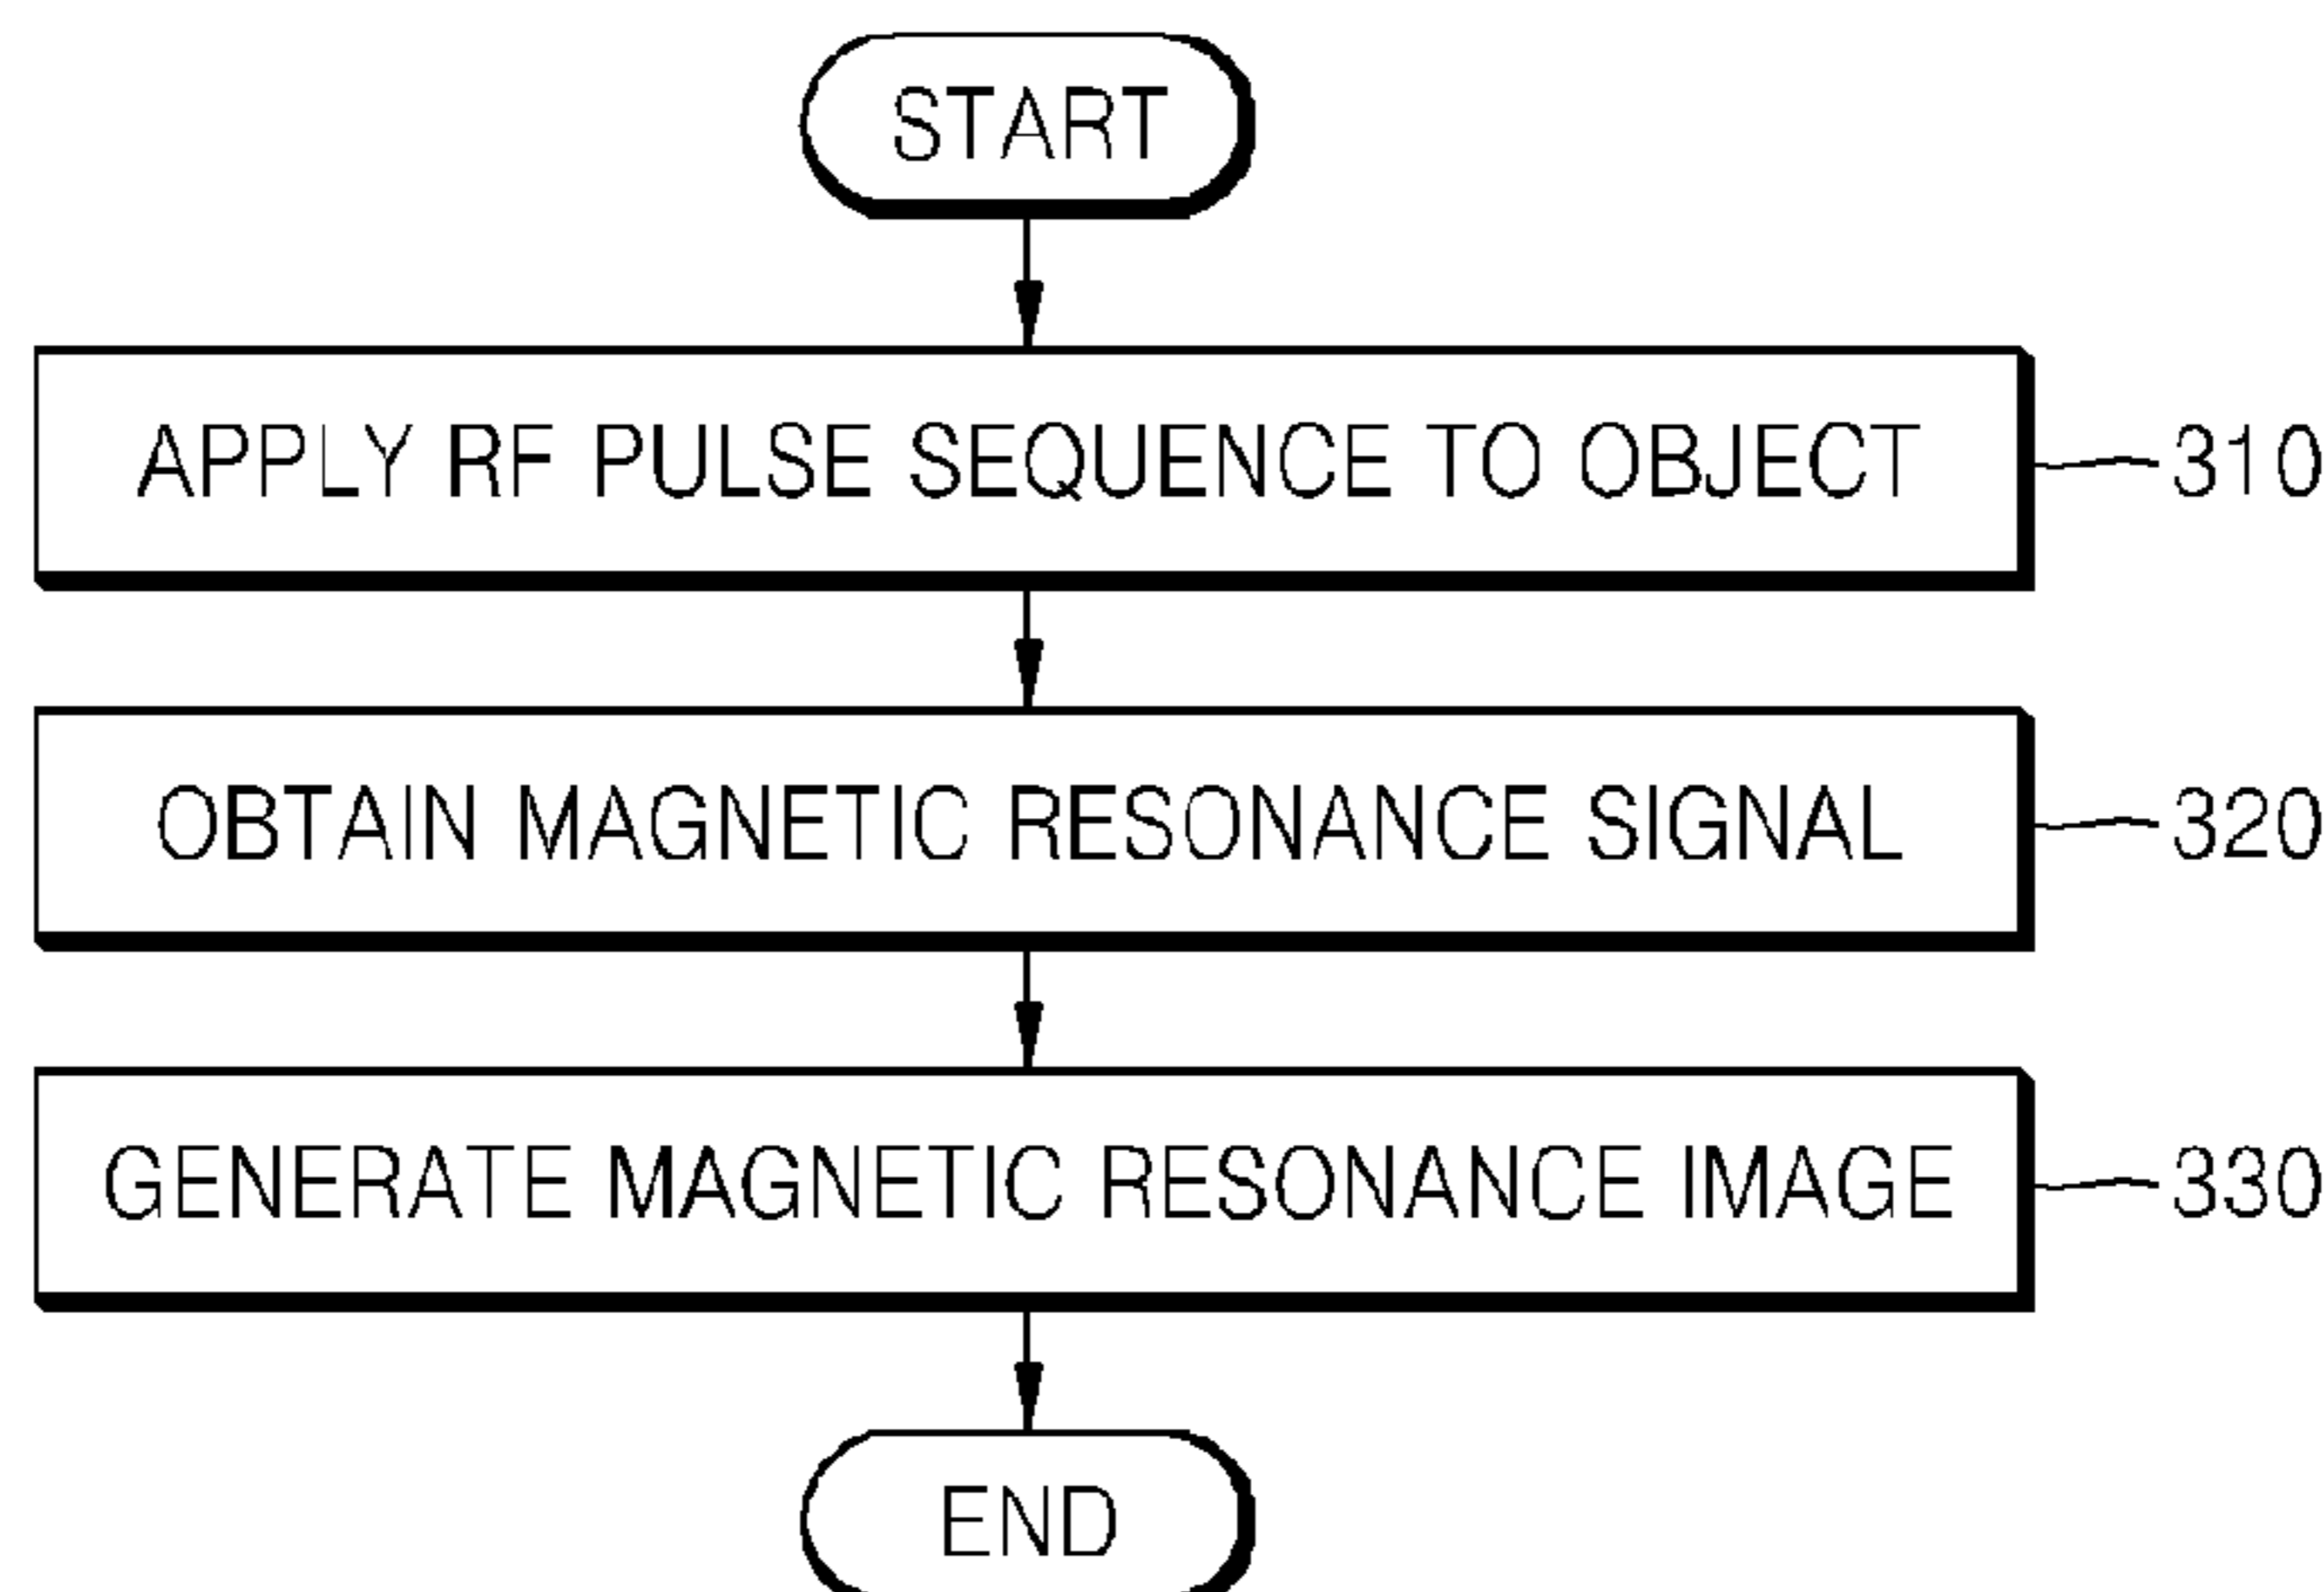 START
APPLY RF PULSE SEQUENCE TO OBJECT
310
OBTAIN MAGNETIC RESONANCE SIGNAL
320
GENERATE MAGNETIC RESONANCE IMAGE
330
END